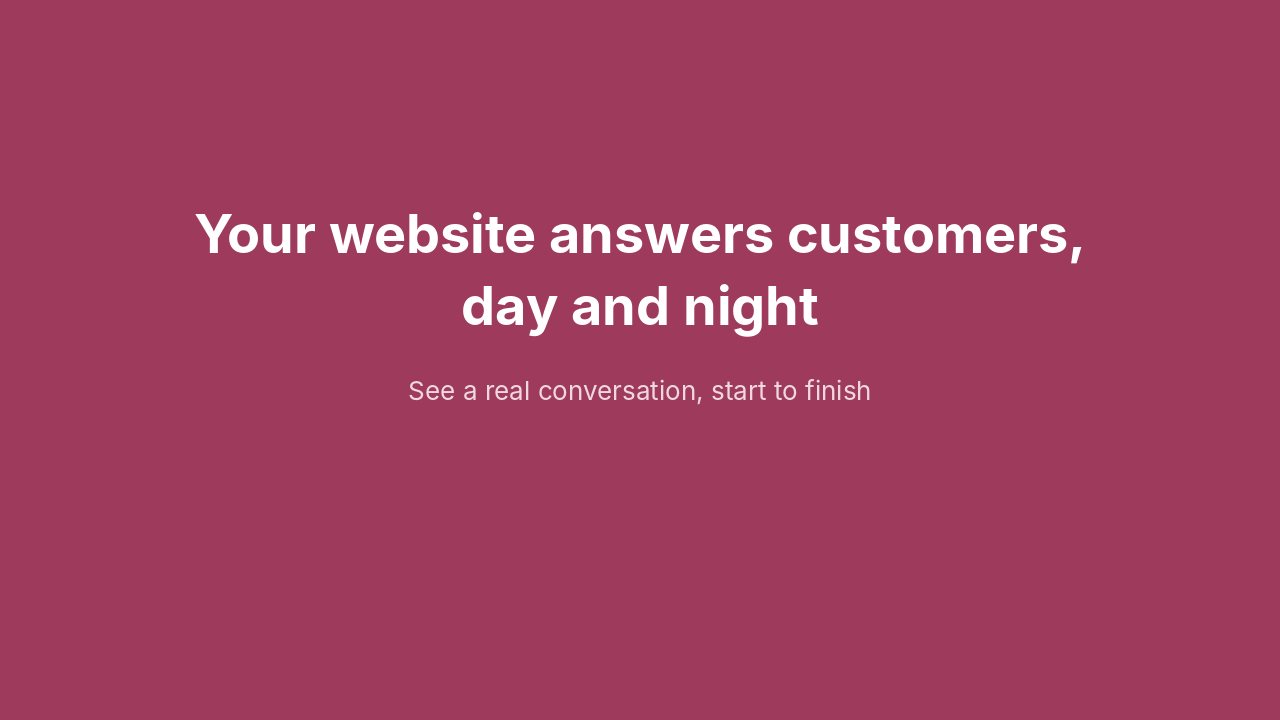 Your website answers customers,
day and night
See a real conversation, start to finish